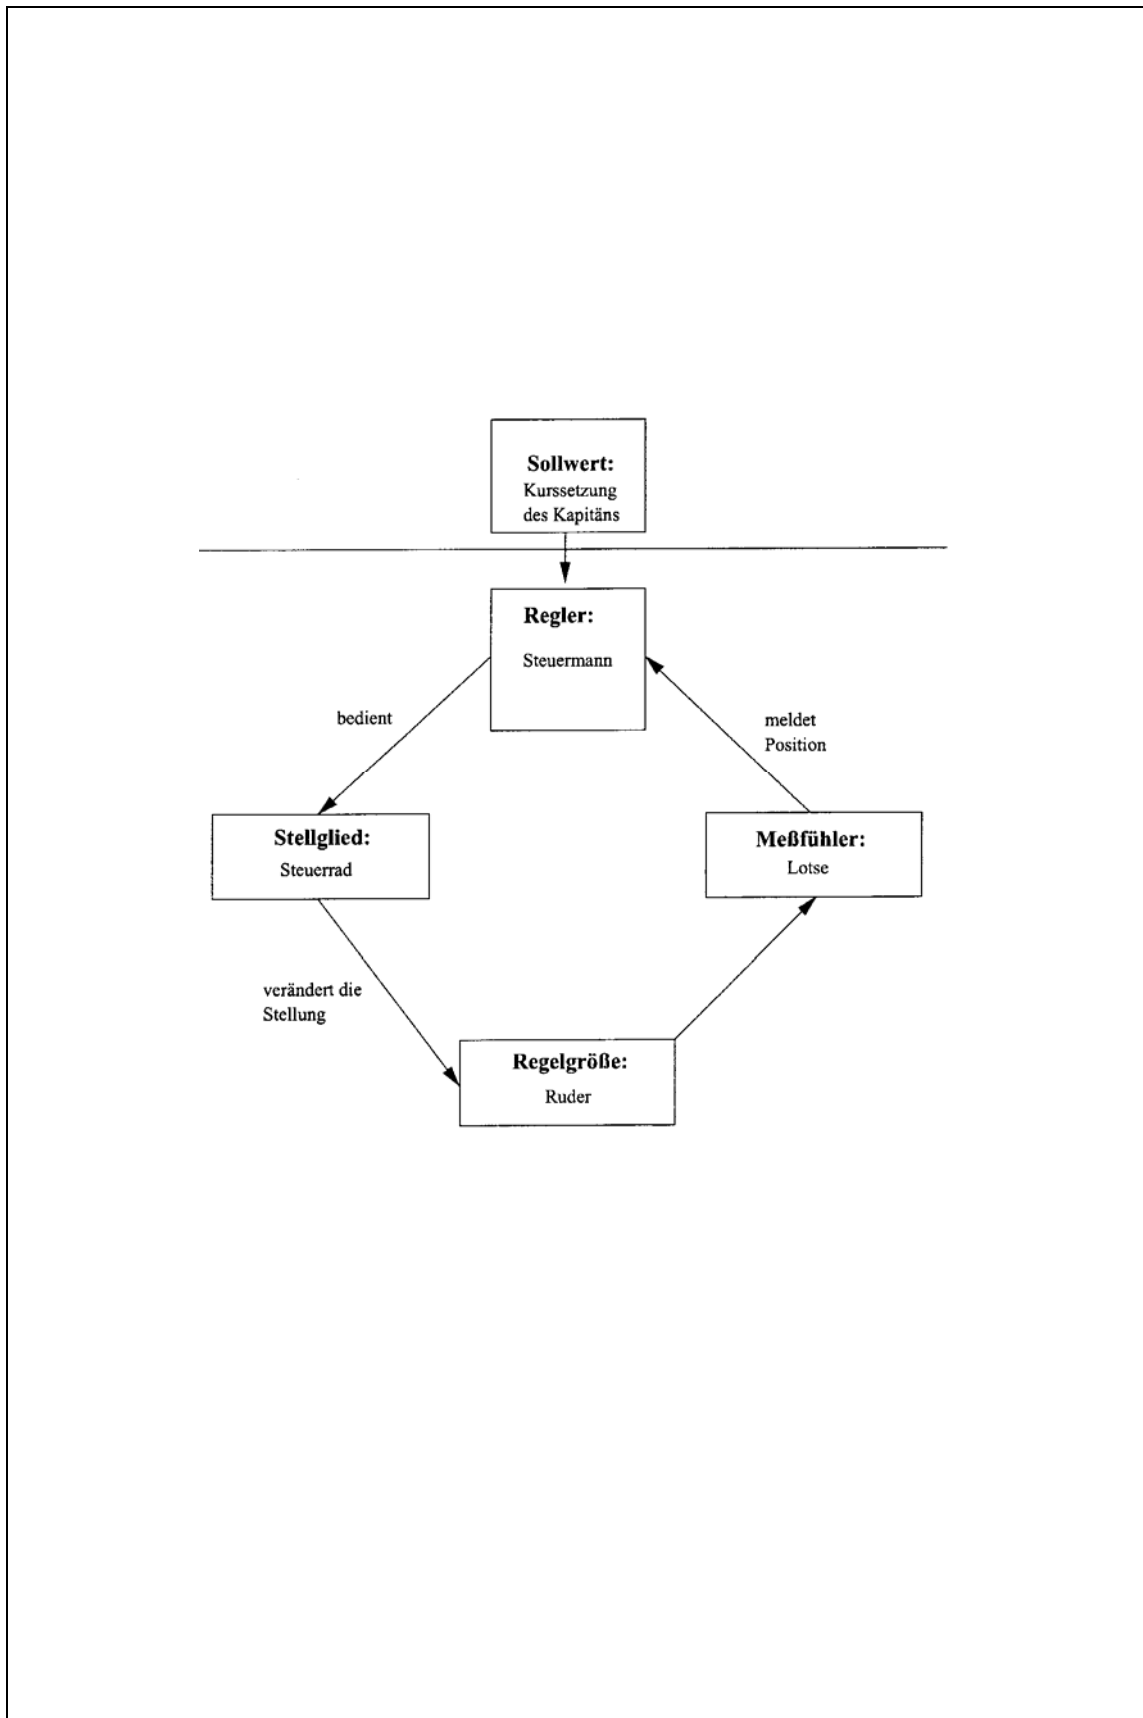 Sollwert:
Kurssetzung
des Kapitäns
Regler:
Steuermann
bedient
meldet
Position
Stellglied:
Steuerrad
Meßfühler:
Lotse
verändert die
Stellung
Regelgröße:
Ruder